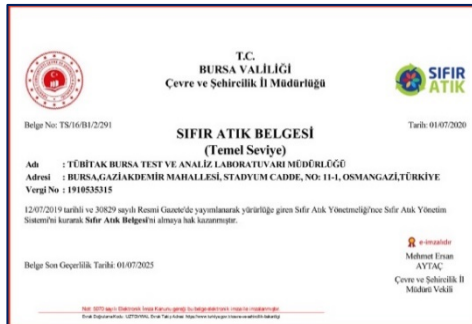 T.C.
BURSA VALİLİĞİ
Çevre ve Şehircilik İl Müdürlüğü
SIFIR
ATIK
Belge No: TS/16/B1/2/291
Tarih: 01/07/2020
SIFIR ATIK BELGESİ
(Temel Seviye)
Adı : TÜBİTAK BURSA TEST VE ANALİZ LABORATUVARI MÜDÜRLÜĞÜ
Adresi : BURSA,GAZİAKDEMİR MAHALLESİ, STADYUM CADDE, NO: 11-1, OSMANGAZİ,TÜRKİYE
Vergi No : 1910535315
12/07/2019 tarihli ve 30829 sayılı Resmi Gazete'de yayımlanarak yürürlüğe giren Sıfır Atık Yönetmeliği'nce Sıfır Atık Yönetim
Sistemi'ni kurarak Sıfır Atık Belgesi'ni almaya hak kazanmıştır.
e-imzalıdır
Mehmet Ersan
AYTAÇ
Çevre ve Şehircilik İl
Müdürü Vekili
Belge Son Geçerlilik Tarihi: 01/07/2025